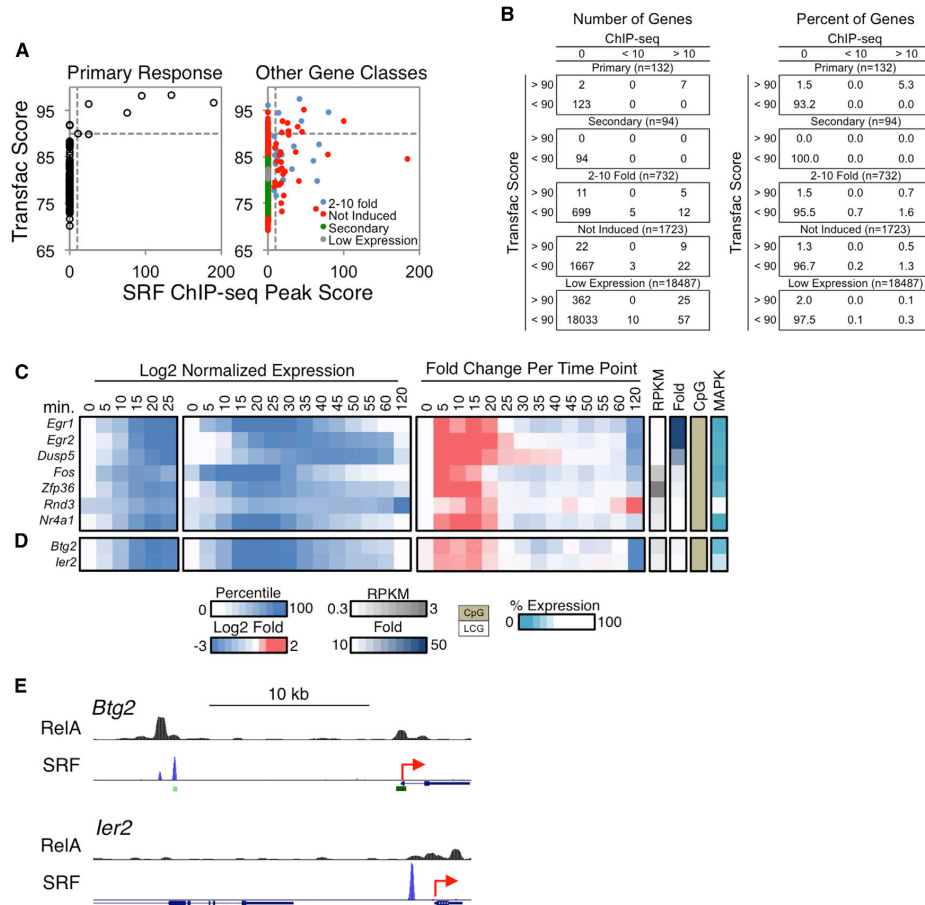 A
Primary Response
Other Gene Classes
Transfac Score
95
85
75
65
95
85
75
65
2-10 fold
Not Induced
Secondary
Low Expression
0 100 200
0 100 200
SRF ChIP-seq Peak Score
B
Number of Genes
ChIP-seq
0 < 10 > 10
Transfac Score
Primary (n=132)
> 90 2 0 7
< 90 123 0 0
Secondary (n=94)
> 90 0 0 0
< 90 94 0 0
2-10 Fold (n=732)
> 90 11 0 5
< 90 699 5 12
Not Induced (n=1723)
> 90 22 0 9
< 90 1667 3 22
Low Expression (n=18487)
> 90 362 0 25
< 90 18033 10 57
Percent of Genes
ChIP-seq
0 < 10 > 10
Transfac Score
Primary (n=132)
> 90 1.5 0.0 5.3
< 90 93.2 0.0 0.0
Secondary (n=94)
> 90 0.0 0.0 0.0
< 90 100.0 0.0 0.0
2-10 Fold (n=732)
> 90 1.5 0.0 0.7
< 90 95.5 0.7 1.6
Not Induced (n=1723)
> 90 1.3 0.0 0.5
< 90 96.7 0.2 1.3
Low Expression (n=18487)
> 90 2.0 0.0 0.1
< 90 97.5 0.1 0.3
C
Log2 Normalized Expression
Fold Change Per Time Point
min. 0 5 10 15 20 25 0 5 10 15 20 25 30 35 40 45 50 55 60 120 0 5 10 15 20 25 30 35 40 45 50 55 60 120 RPKM Fold CpG MAPK
Egr1
Egr2
Dusp5
Fos
Zfp36
Rnd3
Nr4a1
D
Btg2
Ier2
Percentile
0 100
Log2 Fold
-3 2
RPKM
0.3 3
Fold
10 50
CpG
LCG
% Expression
0 100
E
10 kb
Btg2
RelA
SRF
Ier2
RelA
SRF